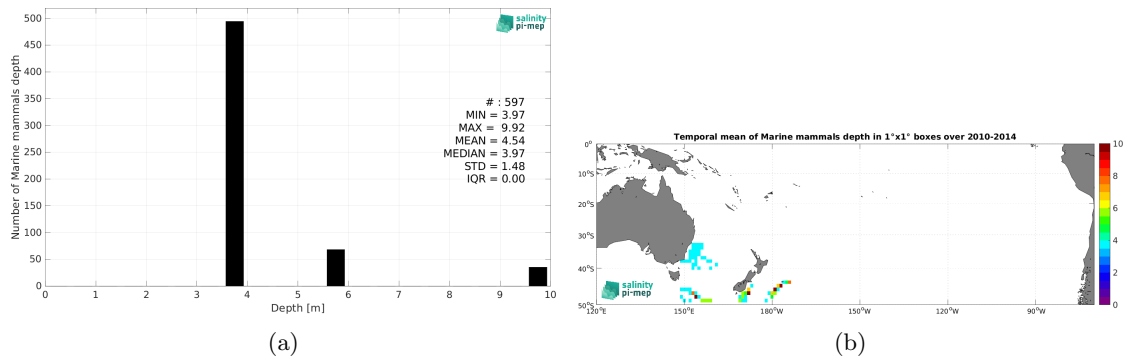 salinity
pi-mep
500
450
400
350
300
250
200
150
100
50
0
Number of Marine mammals depth
# : 597
MIN = 3.97
MAX = 9.92
MEAN = 4.54
MEDIAN = 3.97
STD = 1.48
IQR = 0.00
0 1 2 3 4 5 6 7 8 9 10
Depth [m]
(a)
Temporal mean of Marine mammals depth in 1°x1° boxes over 2010-2014
0°
10°S
20°S
30°S
40°S
50°S
120°E 150°E 180°W 150°W 120°W 90°W
10
8
6
4
2
0
salinity
pi-mep
(b)